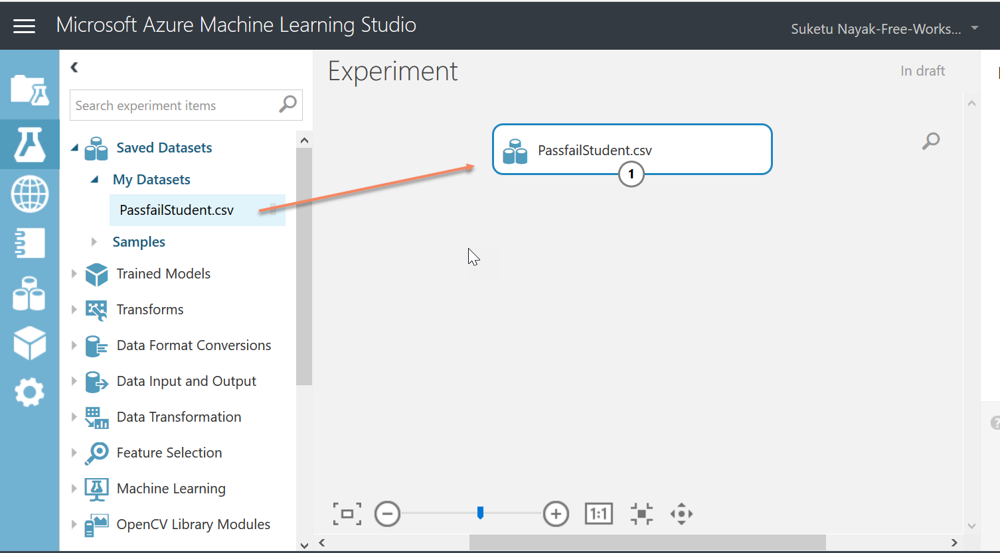 Microsoft Azure Machine Learning Studio
Suketu Nayak-Free-Works...
Experiment
In draft
Search experiment items
Saved Datasets
My Datasets
PassfailStudent.csv
Samples
Trained Models
Transforms
Data Format Conversions
Data Input and Output
Data Transformation
Feature Selection
Machine Learning
OpenCV Library Modules
PassfailStudent.csv
1
1:1